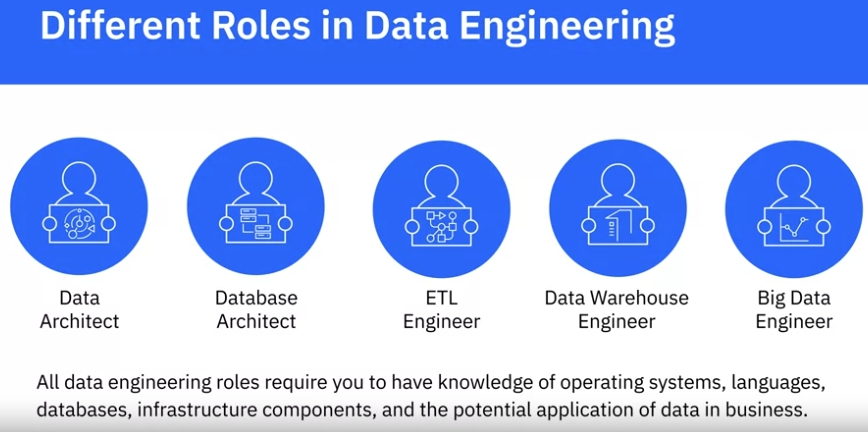 Different Roles in Data Engineering
Data
Architect
Database
Architect
ETL
Engineer
Data Warehouse
Engineer
Big Data
Engineer
All data engineering roles require you to have knowledge of operating systems, languages,
databases, infrastructure components, and the potential application of data in business.